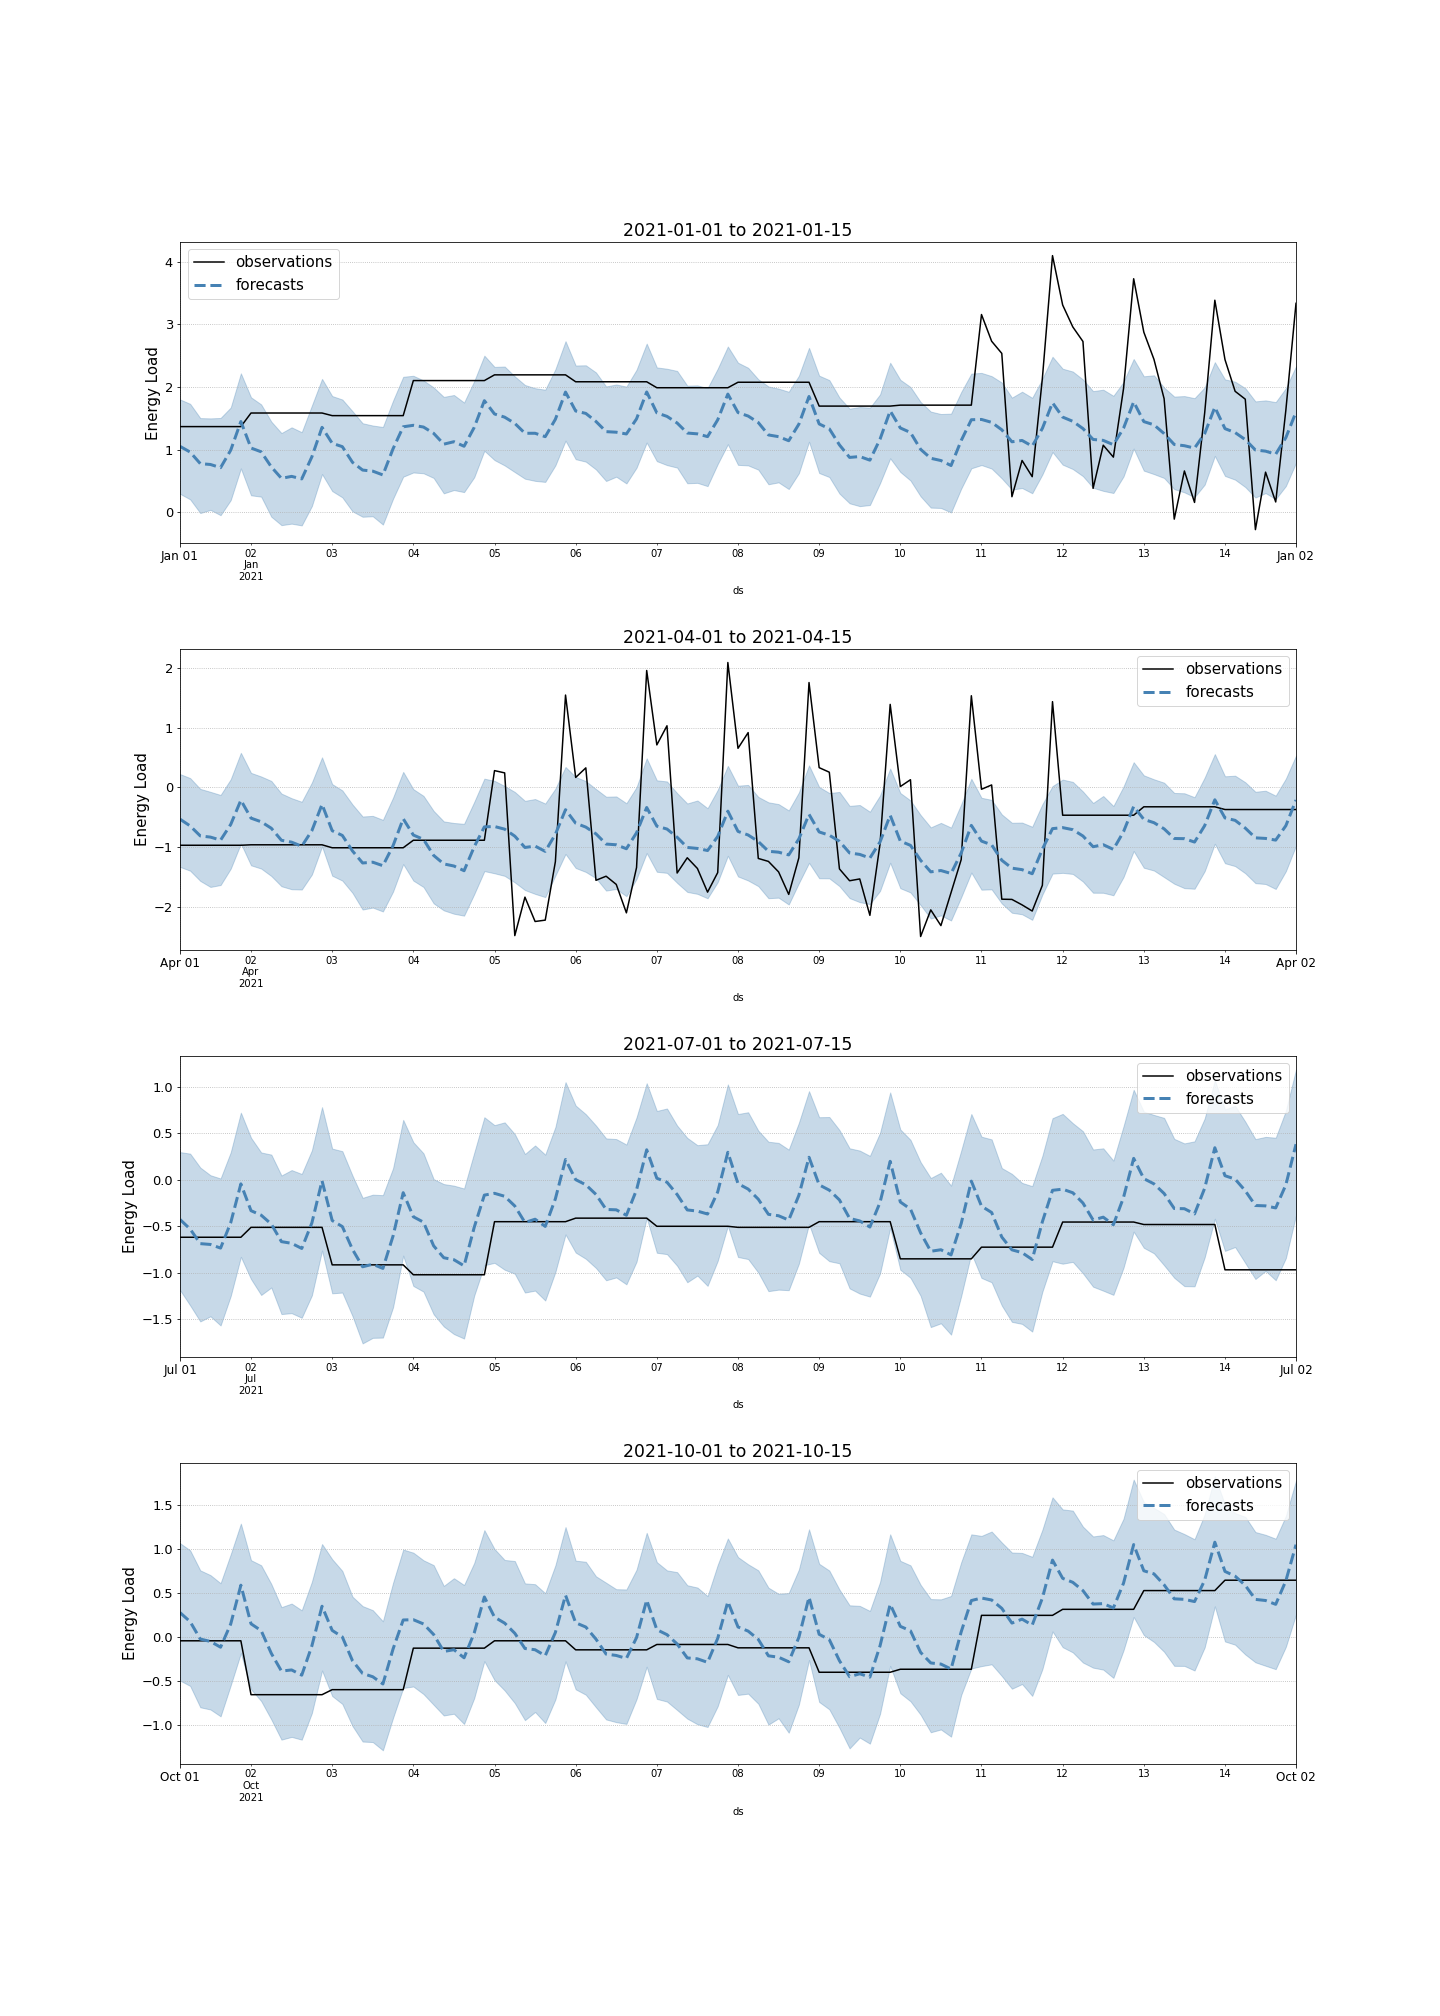 2021-01-01 to 2021-01-15
observations
forecasts
4
3
2
1
0
Energy Load
Jan 01 02 03 04 05 06 07 08 09 10 11 12 13 14 Jan 02
Jan
2021
ds
2021-04-01 to 2021-04-15
observations
forecasts
2
1
0
−1
−2
Energy Load
Apr 01 02 03 04 05 06 07 08 09 10 11 12 13 14 Apr 02
Apr
2021
ds
2021-07-01 to 2021-07-15
observations
forecasts
1.0
0.5
0.0
−0.5
−1.0
−1.5
Energy Load
Jul 01 02 03 04 05 06 07 08 09 10 11 12 13 14 Jul 02
Jul
2021
ds
2021-10-01 to 2021-10-15
observations
forecasts
1.5
1.0
0.5
0.0
−0.5
−1.0
Energy Load
Oct 01 02 03 04 05 06 07 08 09 10 11 12 13 14 Oct 02
Oct
2021
ds